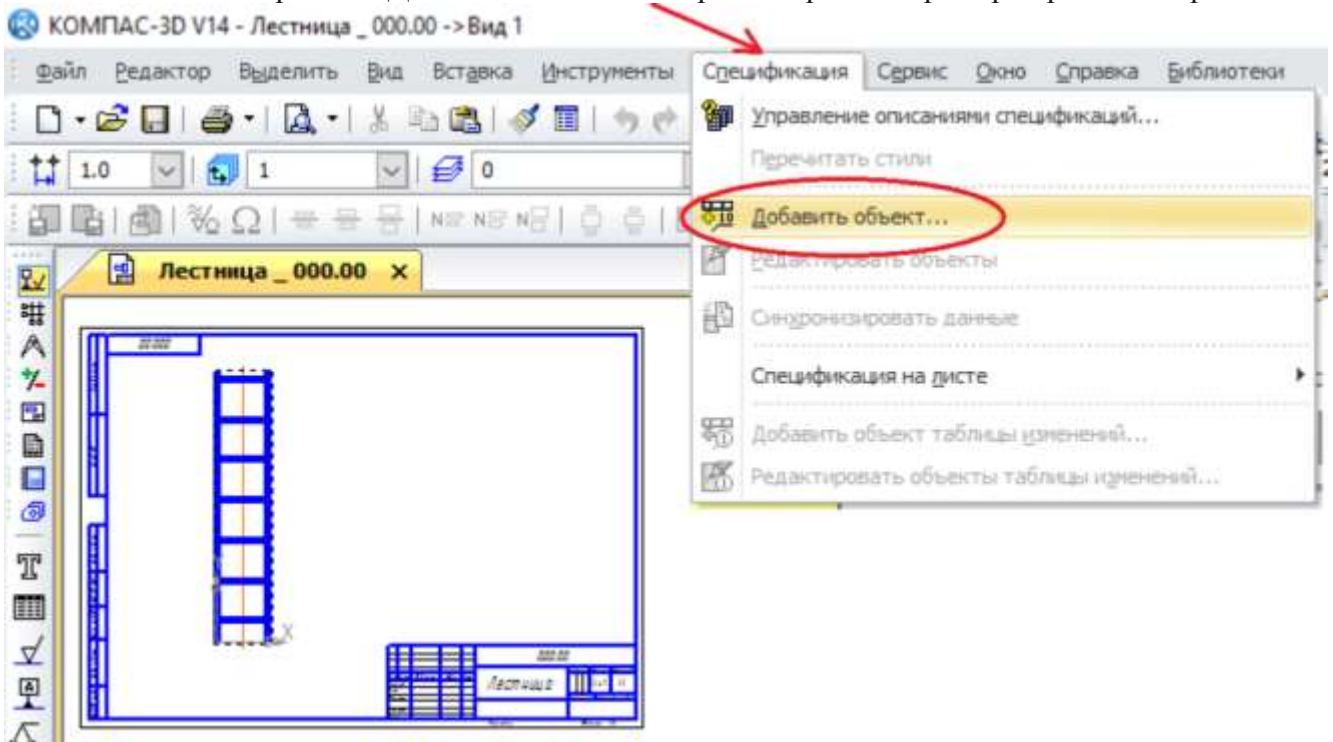 КОМПАС-3D V14 - Лестница _ 000.00 ->Вид 1
Файл Редактор Выделить Вид Вставка Инструменты Спецификация Сервис Окно Справка Библиотеки
Управление описаниями спецификаций...
Перечитать стили
1.0 1 0
Добавить объект...
Редактировать объекты
Лестница _ 000.00 x
Синхронизировать данные
Спецификация на листе
Добавить объект таблицы изменений...
Редактировать объекты таблицы изменений...
X
000.00
Лестница